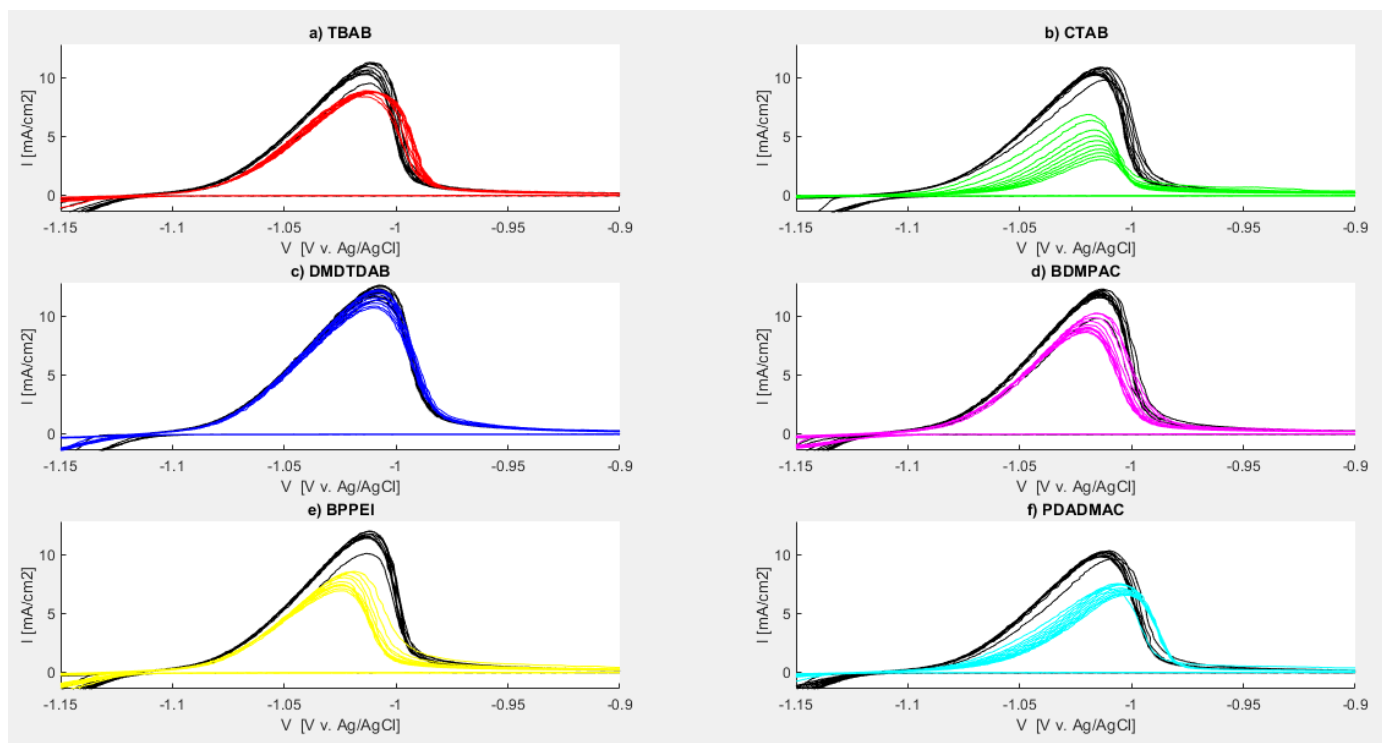 a) TBAB
I [mA/cm2]
10
5
0
-1.15 -1.1 -1.05 -1 -0.95 -0.9
V [V v. Ag/AgCl]
b) CTAB
I [mA/cm2]
10
5
0
-1.15 -1.1 -1.05 -1 -0.95 -0.9
V [V v. Ag/AgCl]
c) DMDTDAB
I [mA/cm2]
10
5
0
-1.15 -1.1 -1.05 -1 -0.95 -0.9
V [V v. Ag/AgCl]
d) BDMPAC
I [mA/cm2]
10
5
0
-1.15 -1.1 -1.05 -1 -0.95 -0.9
V [V v. Ag/AgCl]
e) BPPEI
I [mA/cm2]
10
5
0
-1.15 -1.1 -1.05 -1 -0.95 -0.9
V [V v. Ag/AgCl]
f) PDADMAC
I [mA/cm2]
10
5
0
-1.15 -1.1 -1.05 -1 -0.95 -0.9
V [V v. Ag/AgCl]